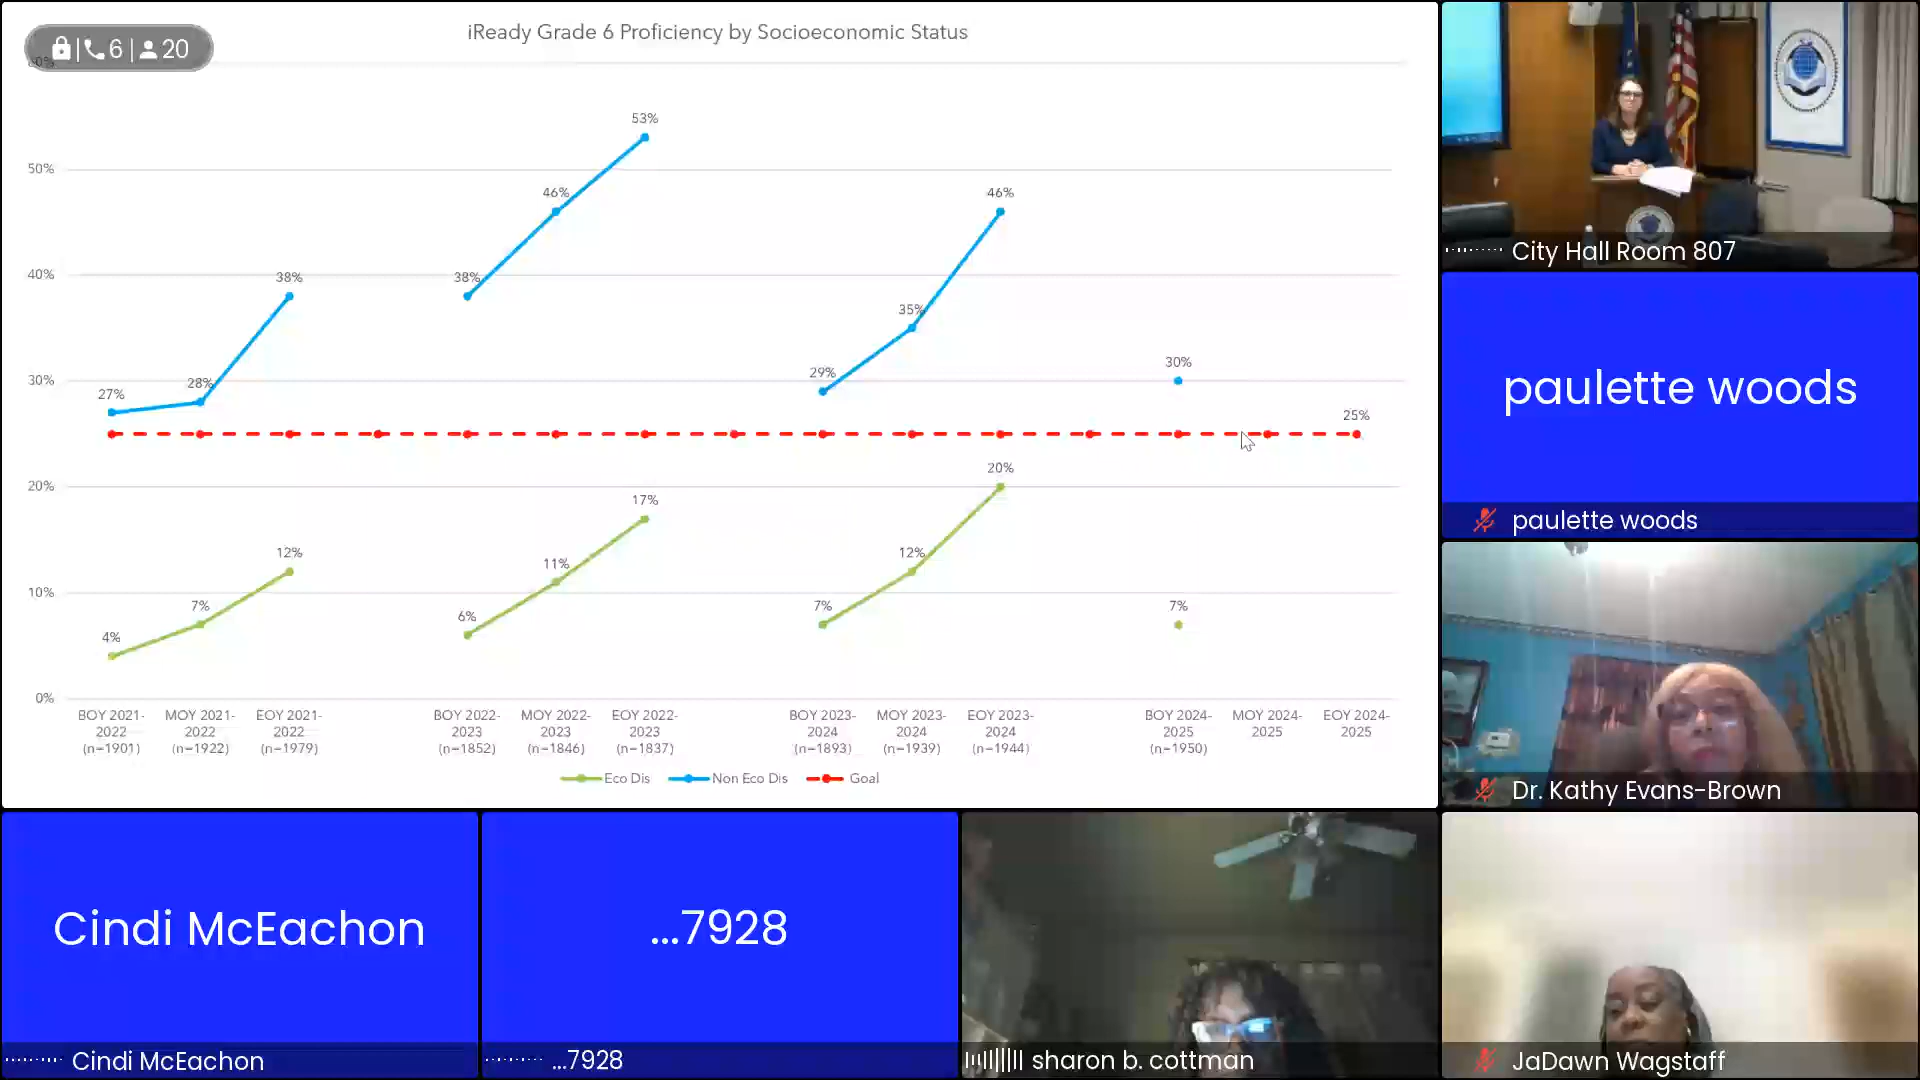 iReady Grade 6 Proficiency by Socioeconomic Status
6 | 20
50%
40%
30%
20%
10%
0%
53%
46%
38%
38%
28%
27%
46%
35%
29%
30%
25%
20%
12%
7%
17%
11%
6%
12%
7%
4%
7%
BOY 2021-2022 (n=1901)
MOY 2021-2022 (n=1922)
EOY 2021-2022 (n=1979)
BOY 2022-2023 (n=1852)
MOY 2022-2023 (n=1846)
EOY 2022-2023 (n=1837)
BOY 2023-2024 (n=1893)
MOY 2023-2024 (n=1939)
EOY 2023-2024 (n=1944)
BOY 2024-2025 (n=1950)
MOY 2024-2025
EOY 2024-2025
Eco Dis
Non Eco Dis
Goal
City Hall Room 807
paulette woods
paulette woods
Dr. Kathy Evans-Brown
Cindi McEachon
Cindi McEachon
...7928
...7928
sharon b. cottman
JaDawn Wagstaff